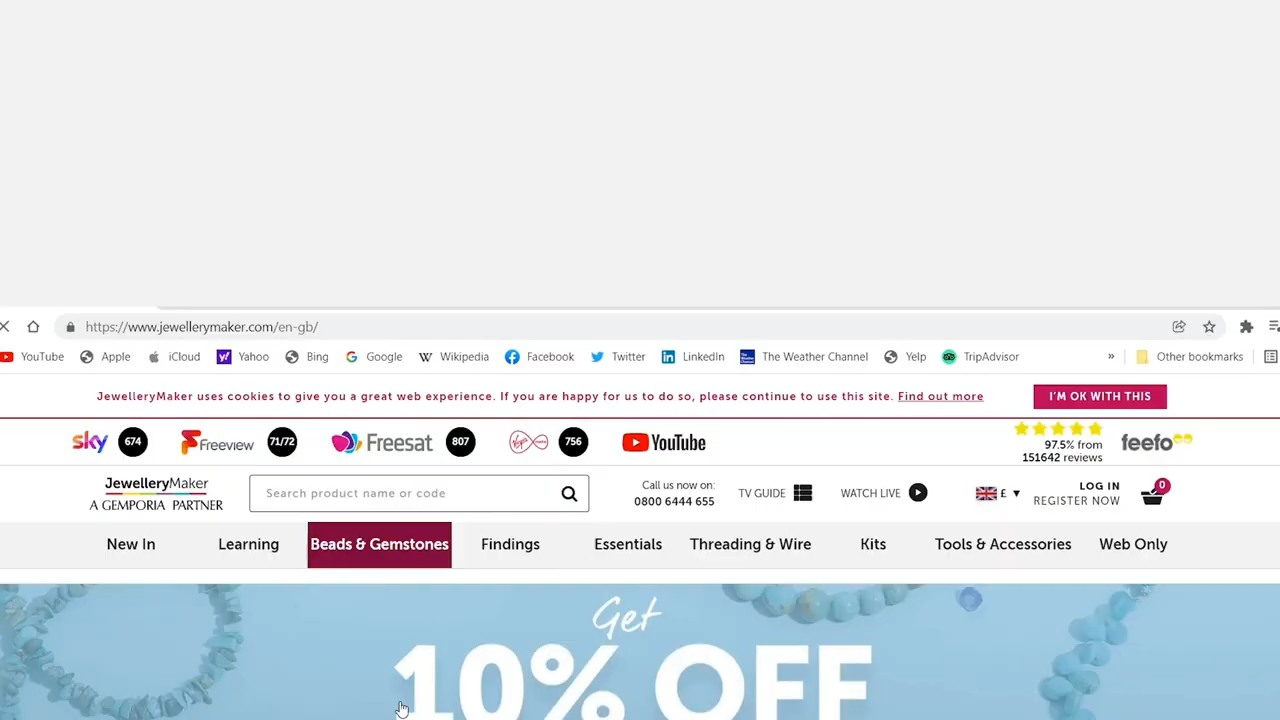 https://www.jewellerymaker.com/en-gb/
YouTube Apple iCloud Yahoo Bing Google Wikipedia Facebook Twitter LinkedIn The Weather Channel Yelp TripAdvisor » Other bookmarks
JewelleryMaker uses cookies to give you a great web experience. If you are happy for us to do so, please continue to use this site. Find out more
I'M OK WITH THIS
sky 674 Freeview 71/72 Freesat 807 756 YouTube
97.5% from
151642 reviews
feefo
JewelleryMaker
A GEMPORIA PARTNER
Search product name or code
Call us now on:
0800 6444 655
TV GUIDE
WATCH LIVE
£
LOG IN
REGISTER NOW
0
New In Learning Beads & Gemstones Findings Essentials Threading & Wire Kits Tools & Accessories Web Only
Get
10% OFF